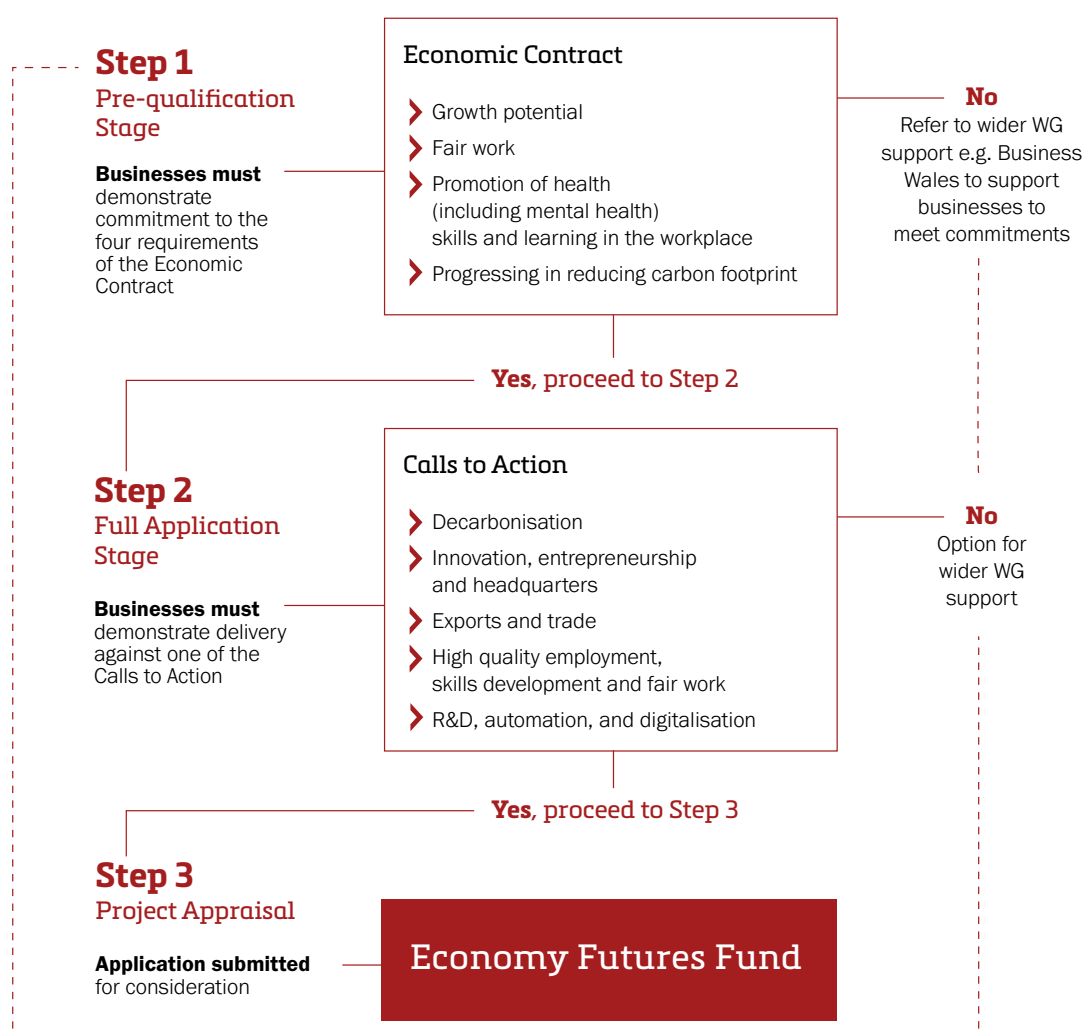 Step 1
Pre-qualification
Stage
Businesses must
demonstrate
commitment to the
four requirements
of the Economic
Contract
Economic Contract
Growth potential
Fair work
Promotion of health
(including mental health)
skills and learning in the workplace
Progressing in reducing carbon footprint
No
Refer to wider WG
support e.g. Business
Wales to support
businesses to
meet commitments
Yes, proceed to Step 2
Step 2
Full Application
Stage
Businesses must
demonstrate delivery
against one of the
Calls to Action
Calls to Action
Decarbonisation
Innovation, entrepreneurship
and headquarters
Exports and trade
High quality employment,
skills development and fair work
R&D, automation, and digitalisation
No
Option for
wider WG
support
Yes, proceed to Step 3
Step 3
Project Appraisal
Application submitted
for consideration
Economy Futures Fund